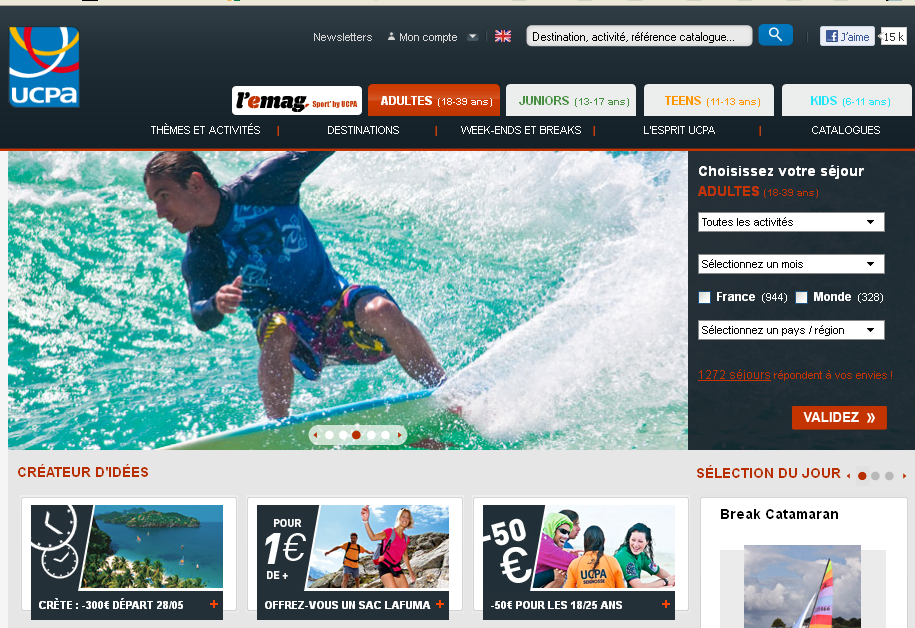 ucpa
Newsletters
Mon compte
Destination, activité, référence catalogue...
J'aime
15 k
l'emag. Sport' by UCPA
ADULTES (18-39 ans)
JUNIORS (13-17 ans)
TEENS (11-13 ans)
KIDS (6-11 ans)
THÈMES ET ACTIVITÉS | DESTINATIONS | WEEK-ENDS ET BREAKS | L'ESPRIT UCPA | CATALOGUES
Choisissez votre séjour
ADULTES (18-39 ans)
Toutes les activités
Sélectionnez un mois
France (944) Monde (328)
Sélectionnez un pays / région
1272 séjours répondent à vos envies !
VALIDEZ »
CRÉATEUR D'IDÉES
CRÈTE : -300€ DÉPART 28/05 +
POUR
1€
DE +
OFFREZ-VOUS UN SAC LAFUMA +
-50
€
UCPA
-50€ POUR LES 18/25 ANS +
SÉLECTION DU JOUR
Break Catamaran